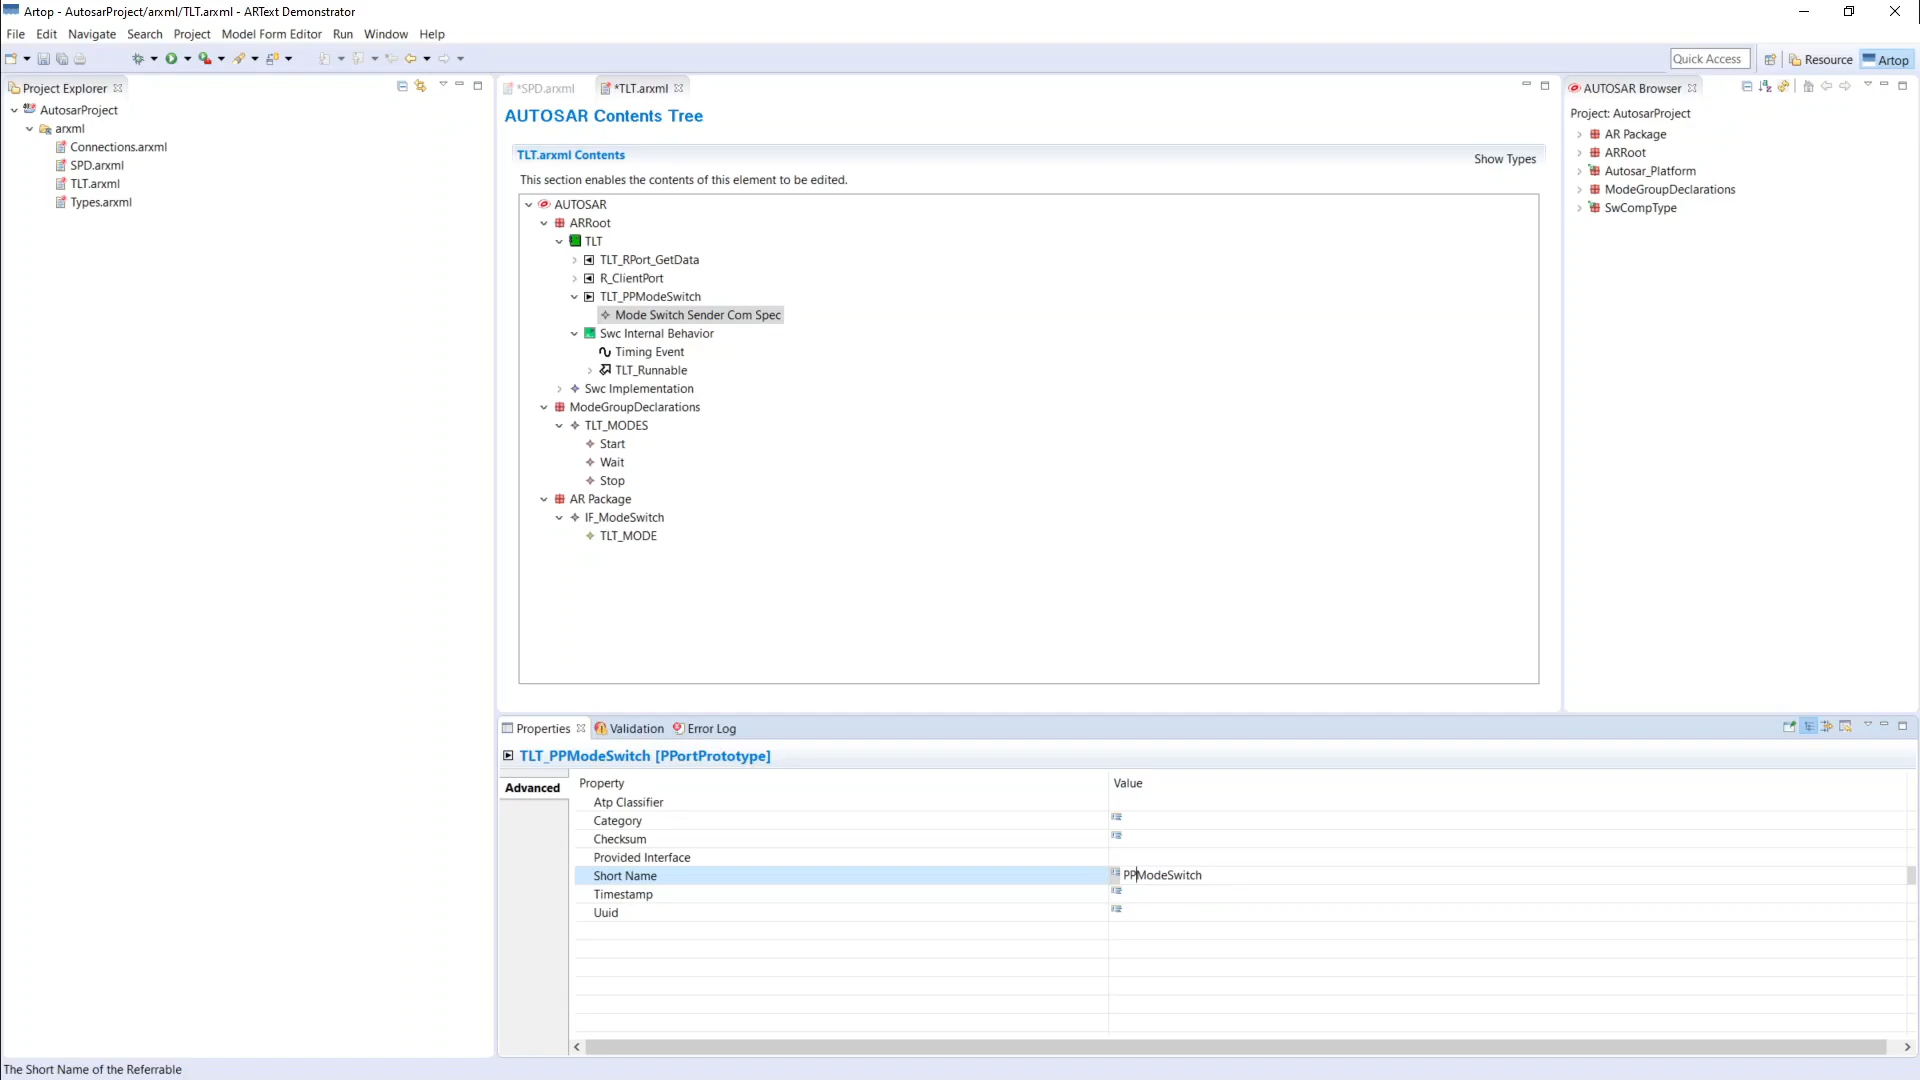 Artop - AutosarProject/arxml/TLT.arxml - ARText Demonstrator
File Edit Navigate Search Project Model Form Editor Run Window Help
Quick Access Resource Artop
Project Explorer
AutosarProject
arxml
Connections.arxml
SPD.arxml
TLT.arxml
Types.arxml
*SPD.arxml *TLT.arxml
AUTOSAR Contents Tree
TLT.arxml Contents
Show Types
This section enables the contents of this element to be edited.
AUTOSAR
ARRoot
TLT
TLT_RPort_GetData
R_ClientPort
TLT_PPModeSwitch
Mode Switch Sender Com Spec
Swc Internal Behavior
Timing Event
TLT_Runnable
Swc Implementation
ModeGroupDeclarations
TLT_MODES
Start
Wait
Stop
AR Package
IF_ModeSwitch
TLT_MODE
AUTOSAR Browser
Project: AutosarProject
AR Package
ARRoot
Autosar_Platform
ModeGroupDeclarations
SwCompType
Properties Validation Error Log
TLT_PPModeSwitch [PPortPrototype]
Advanced
Property Value
Atp Classifier
Category
Checksum
Provided Interface
Short Name PPModeSwitch
Timestamp
Uuid
The Short Name of the Referrable